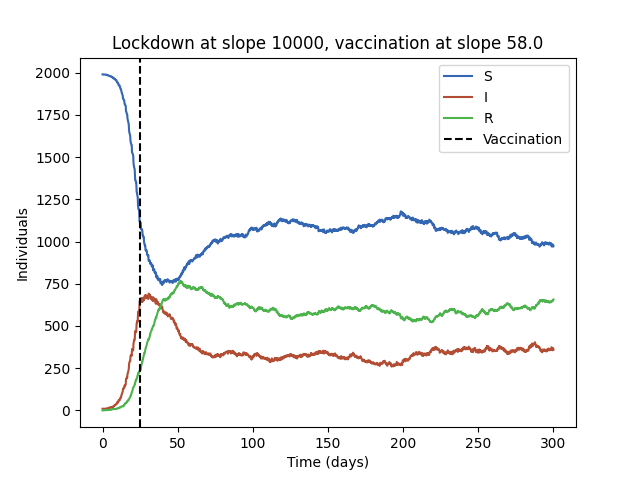 Lockdown at slope 10000, vaccination at slope 58.0
2000
1750
1500
1250
1000
750
500
250
0
Individuals
S
I
R
Vaccination
0 50 100 150 200 250 300
Time (days)